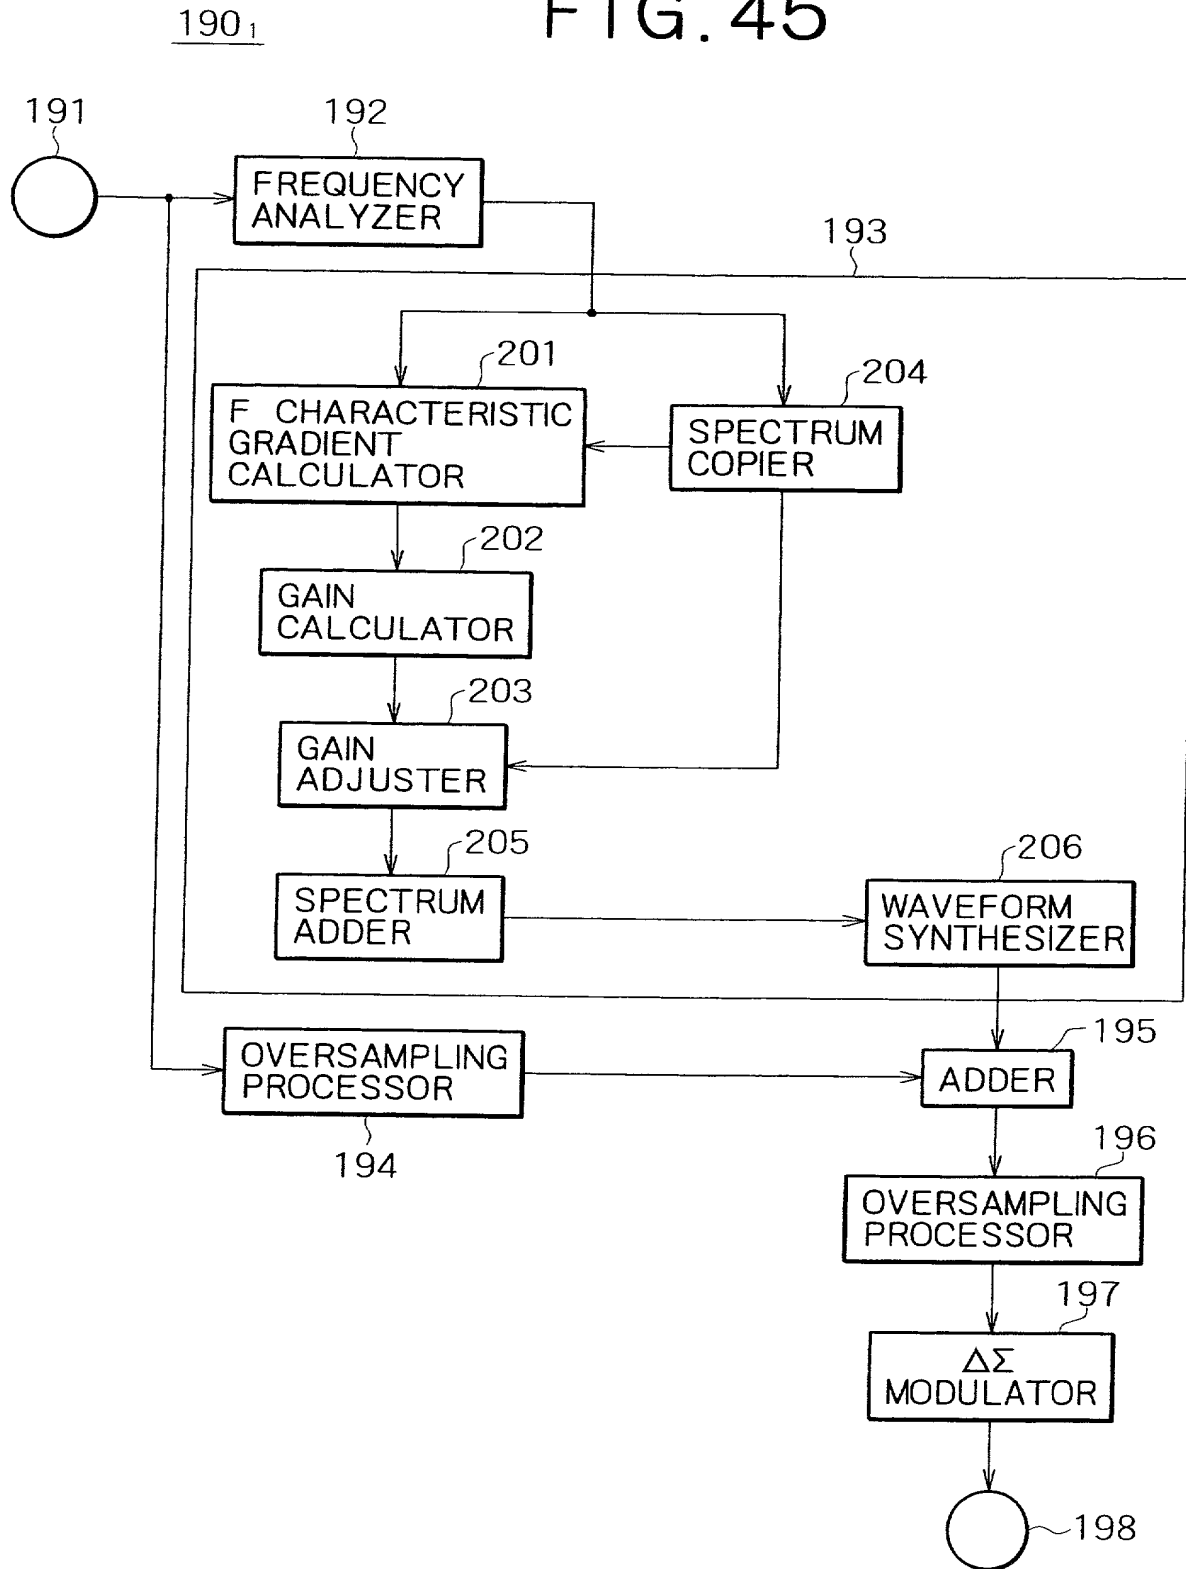 FIG. 45
190₁
191
192
FREQUENCY
ANALYZER
193
201
F CHARACTERISTIC
GRADIENT
CALCULATOR
204
SPECTRUM
COPIER
202
GAIN
CALCULATOR
203
GAIN
ADJUSTER
205
SPECTRUM
ADDER
206
WAVEFORM
SYNTHESIZER
OVERSAMPLING
PROCESSOR
194
195
ADDER
196
OVERSAMPLING
PROCESSOR
197
ΔΣ
MODULATOR
198